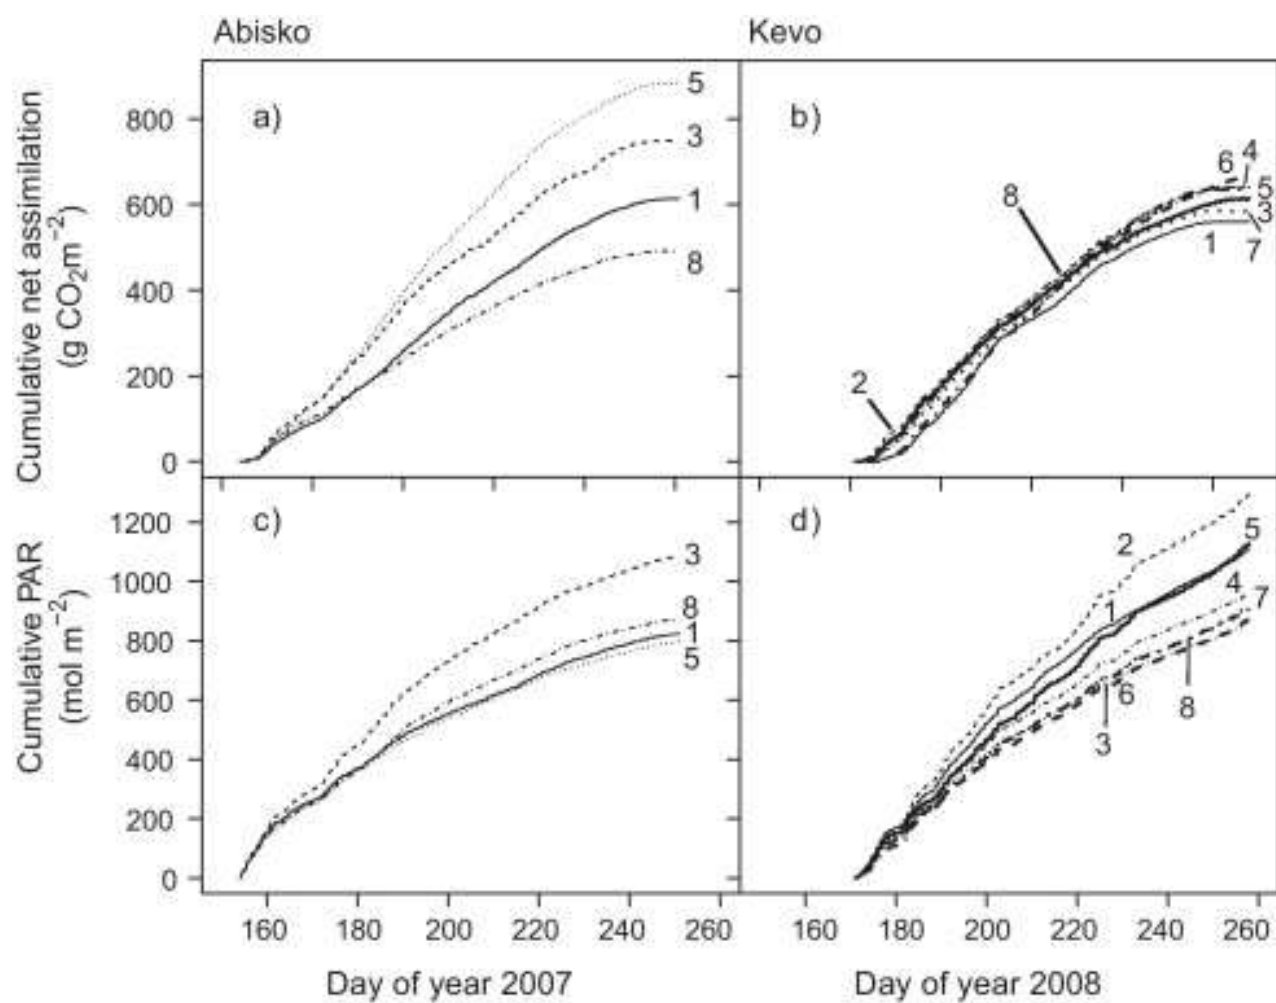 Abisko
Kevo
Cumulative net assimilation
(g CO₂m⁻²)
800
600
400
200
0
a)
5
3
1
8
b)
8
2
6
4
5
3
1
7
Cumulative PAR
(mol m⁻²)
1200
1000
800
600
400
200
0
c)
3
8
1
5
d)
2
5
1
4
7
6
3
8
160 180 200 220 240 260
160 180 200 220 240 260
Day of year 2007
Day of year 2008